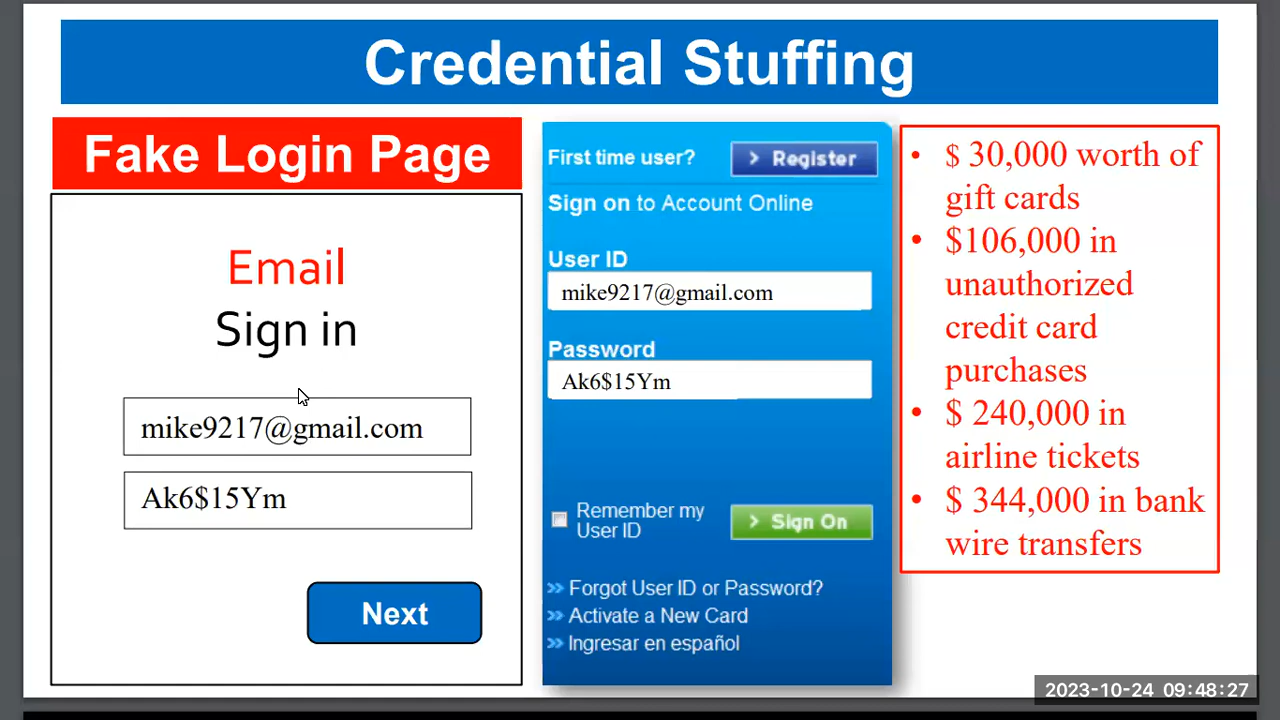 Credential Stuffing
Fake Login Page
Email
Sign in
mike9217@gmail.com
Ak6$15Ym
Next
First time user?
> Register
Sign on to Account Online
User ID
mike9217@gmail.com
Password
Ak6$15Ym
Remember my
User ID
> Sign On
>> Forgot User ID or Password?
>> Activate a New Card
>> Ingresar en español
• $ 30,000 worth of
gift cards
• $106,000 in
unauthorized
credit card
purchases
• $ 240,000 in
airline tickets
• $ 344,000 in bank
wire transfers
2023-10-24 09:48:27